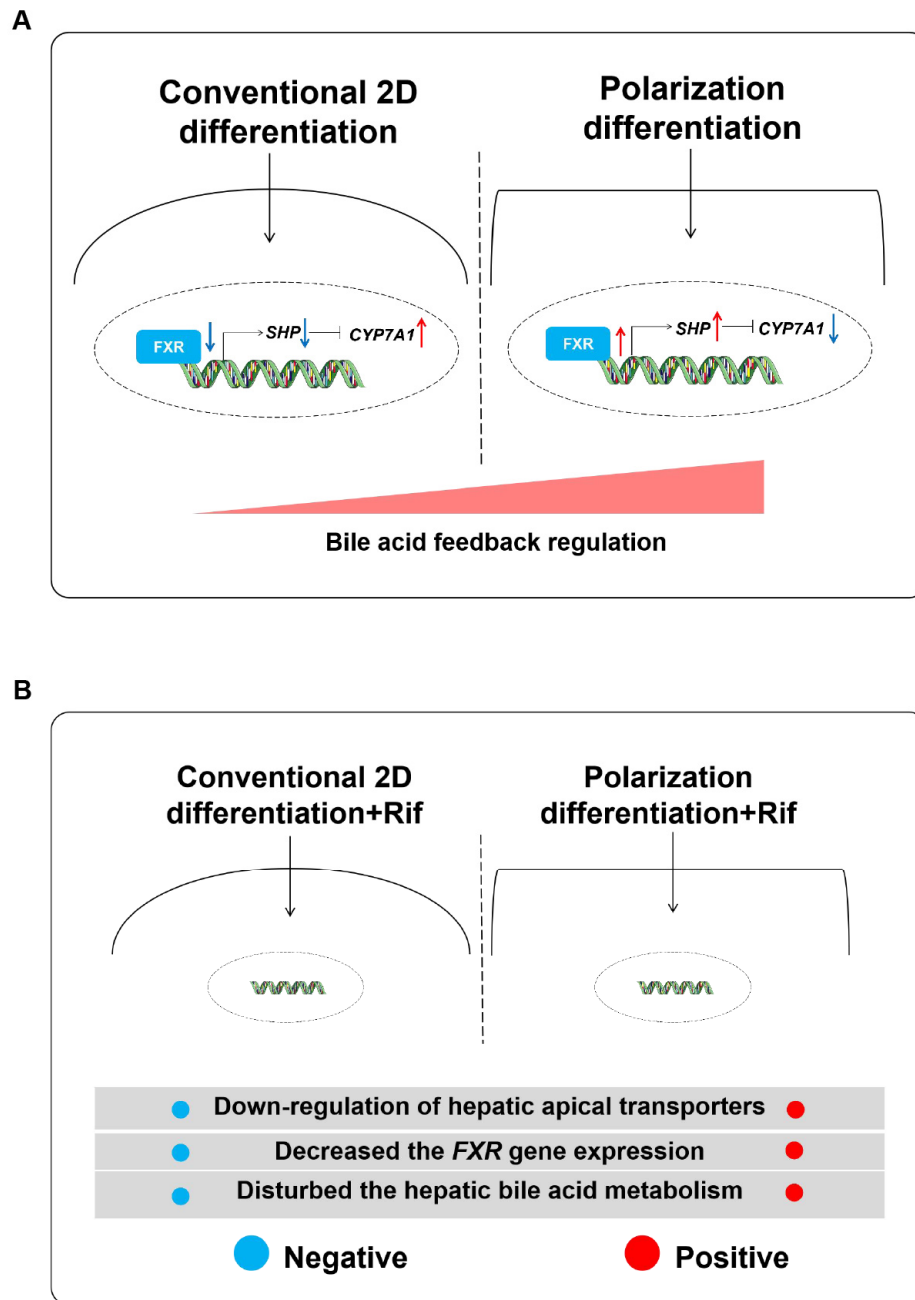 A
Conventional 2D
differentiation
Polarization
differentiation
FXR SHP CYP7A1
FXR SHP CYP7A1
Bile acid feedback regulation
B
Conventional 2D
differentiation+Rif
Polarization
differentiation+Rif
Down-regulation of hepatic apical transporters
Decreased the FXR gene expression
Disturbed the hepatic bile acid metabolism
Negative
Positive